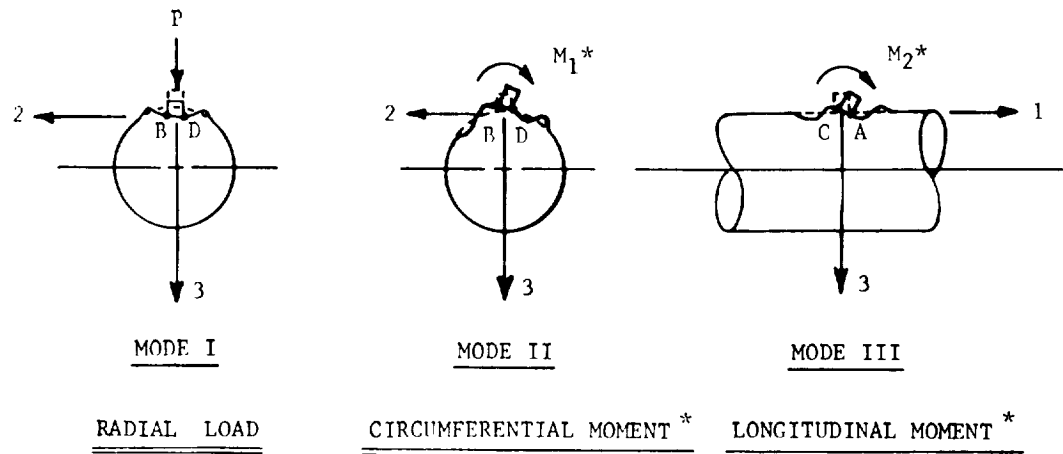 P
M1*
M2*
2
B D
2
B D
C A
1
3
3
3
MODE I
MODE II
MODE III
RADIAL LOAD
CIRCUMFERENTIAL MOMENT*
LONGITUDINAL MOMENT*